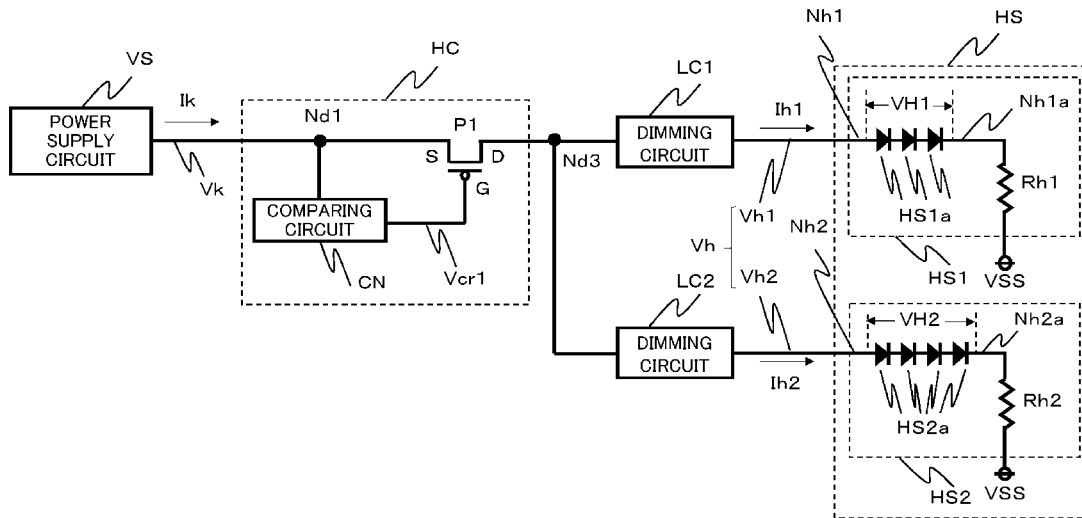 VS
HC
LC1
Nh1
HS
Ik
Nd1
P1
Ih1
VH1
Nh1a
POWER
SUPPLY
CIRCUIT
DIMMING
CIRCUIT
S
D
Nd3
G
Vk
COMPARING
CIRCUIT
Rh1
Vh1
HS1a
Nh2
Vh
CN
Vcr1
HS1
VSS
Vh2
LC2
VH2
Nh2a
DIMMING
CIRCUIT
Ih2
Rh2
HS2a
HS2
VSS